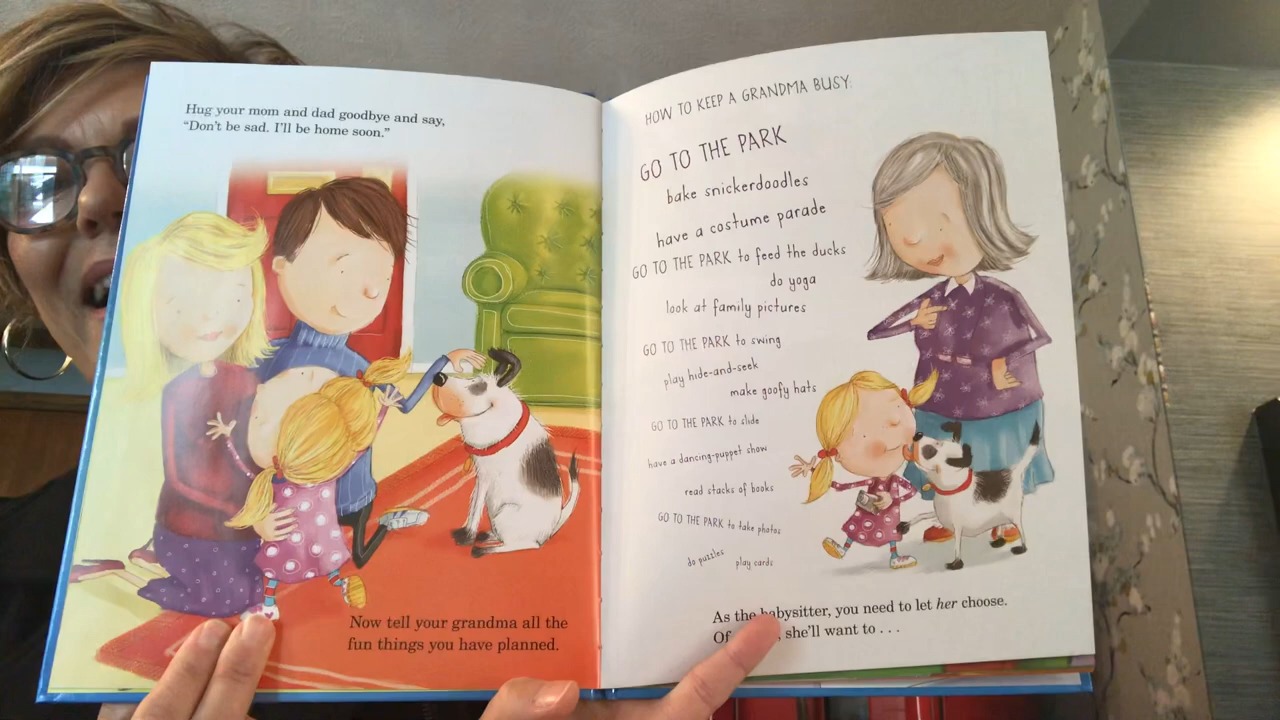 Hug your mom and dad goodbye and say,
“Don’t be sad. I’ll be home soon.”
Now tell your grandma all the
fun things you have planned.
HOW TO KEEP A GRANDMA BUSY:
GO TO THE PARK
bake snickerdoodles
have a costume parade
GO TO THE PARK to feed the ducks
do yoga
look at family pictures
GO TO THE PARK to swing
play hide-and-seek
make goofy hats
GO TO THE PARK to slide
have a dancing-puppet show
read stacks of books
GO TO THE PARK to take photos
do puzzles
play cards
As the babysitter, you need to let her choose.
she’ll want to . . .